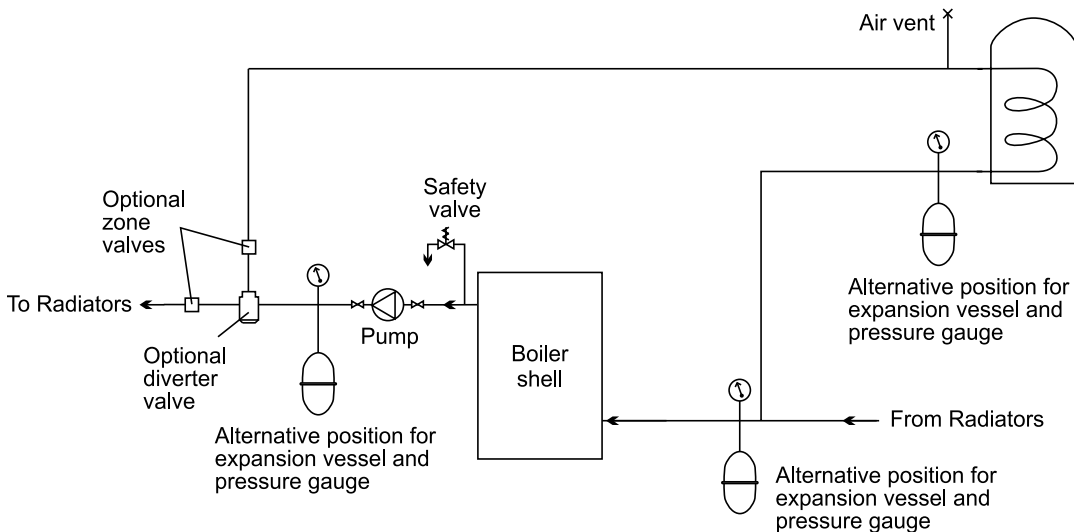 Air vent
Safety
valve
Optional
zone
valves
To Radiators
Pump
Optional
diverter
valve
Alternative position for
expansion vessel and
pressure gauge
Boiler
shell
Alternative position for
expansion vessel and
pressure gauge
From Radiators
Alternative position for
expansion vessel and
pressure gauge